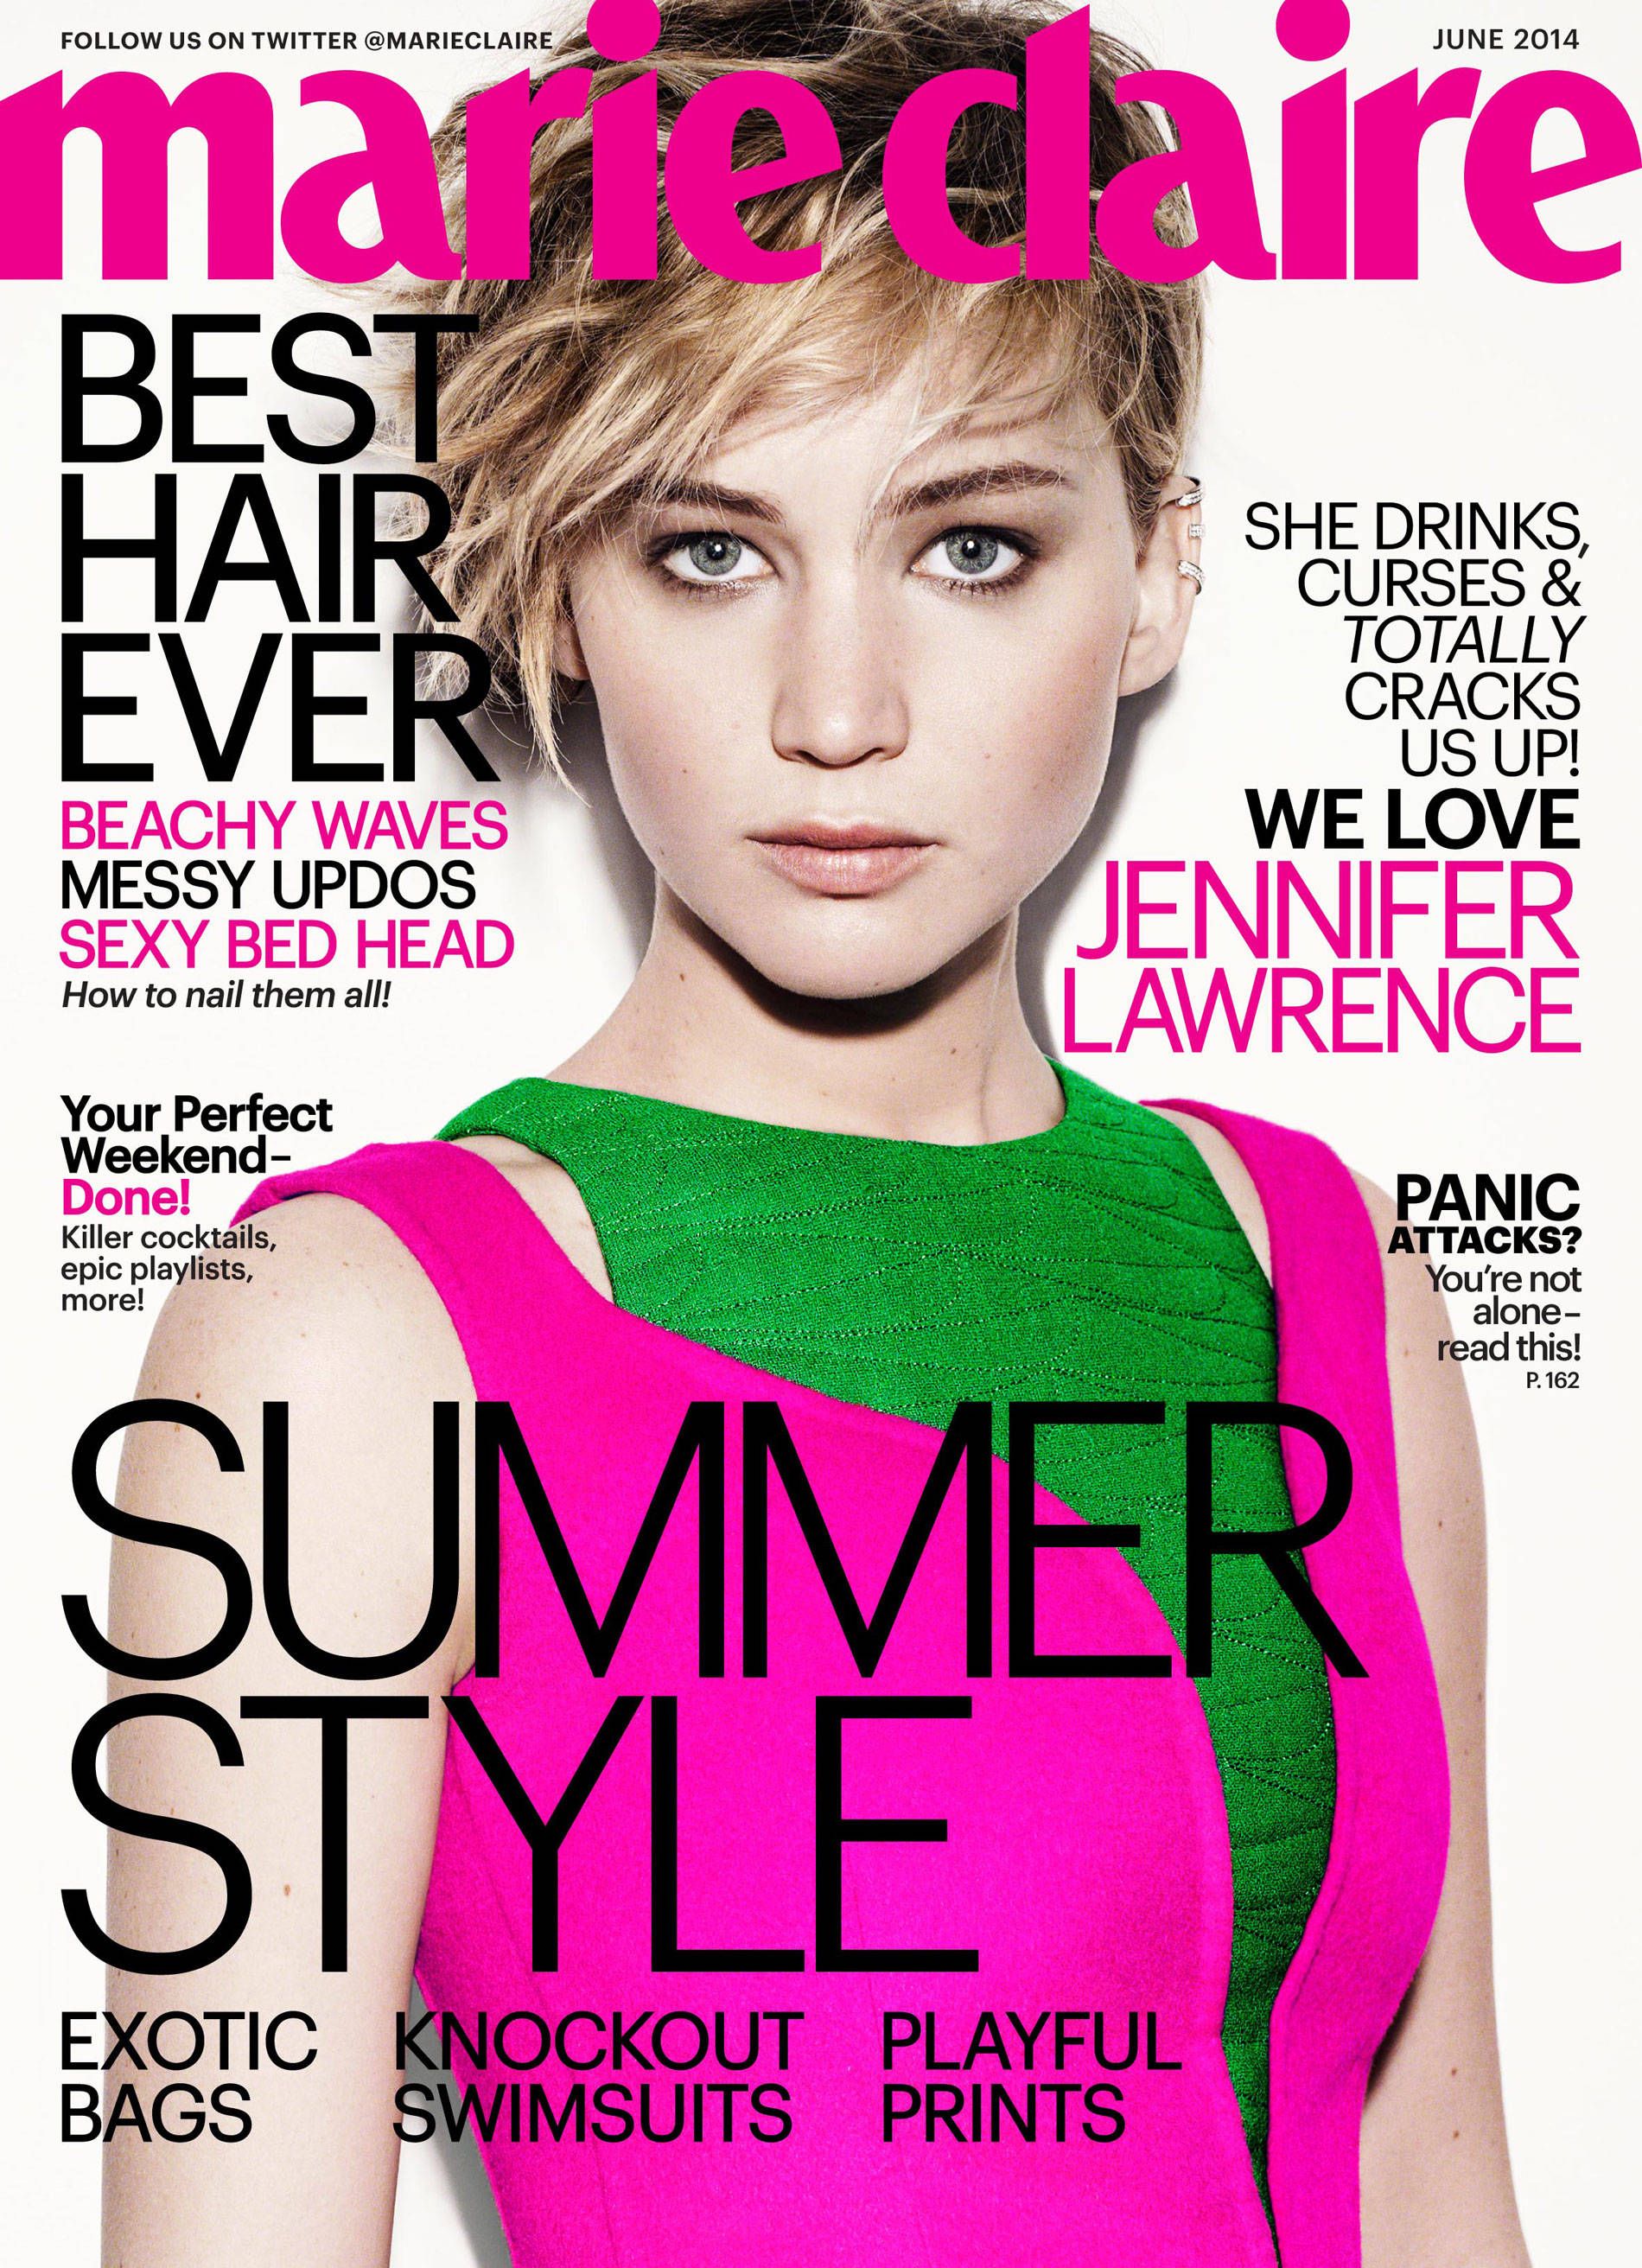 FOLLOW US ON TWITTER @MARIECLAIRE
JUNE 2014
marie claire
BEST
HAIR
EVER
BEACHY WAVES
MESSY UPDOS
SEXY BED HEAD
How to nail them all!
SHE DRINKS,
CURSES &
TOTALLY
CRACKS
US UP!
WE LOVE
JENNIFER
LAWRENCE
Your Perfect
Weekend–
Done!
Killer cocktails,
epic playlists,
more!
PANIC
ATTACKS?
You're not
alone–
read this!
P. 162
SUMMER
STYLE
EXOTIC
BAGS
KNOCKOUT
SWIMSUITS
PLAYFUL
PRINTS